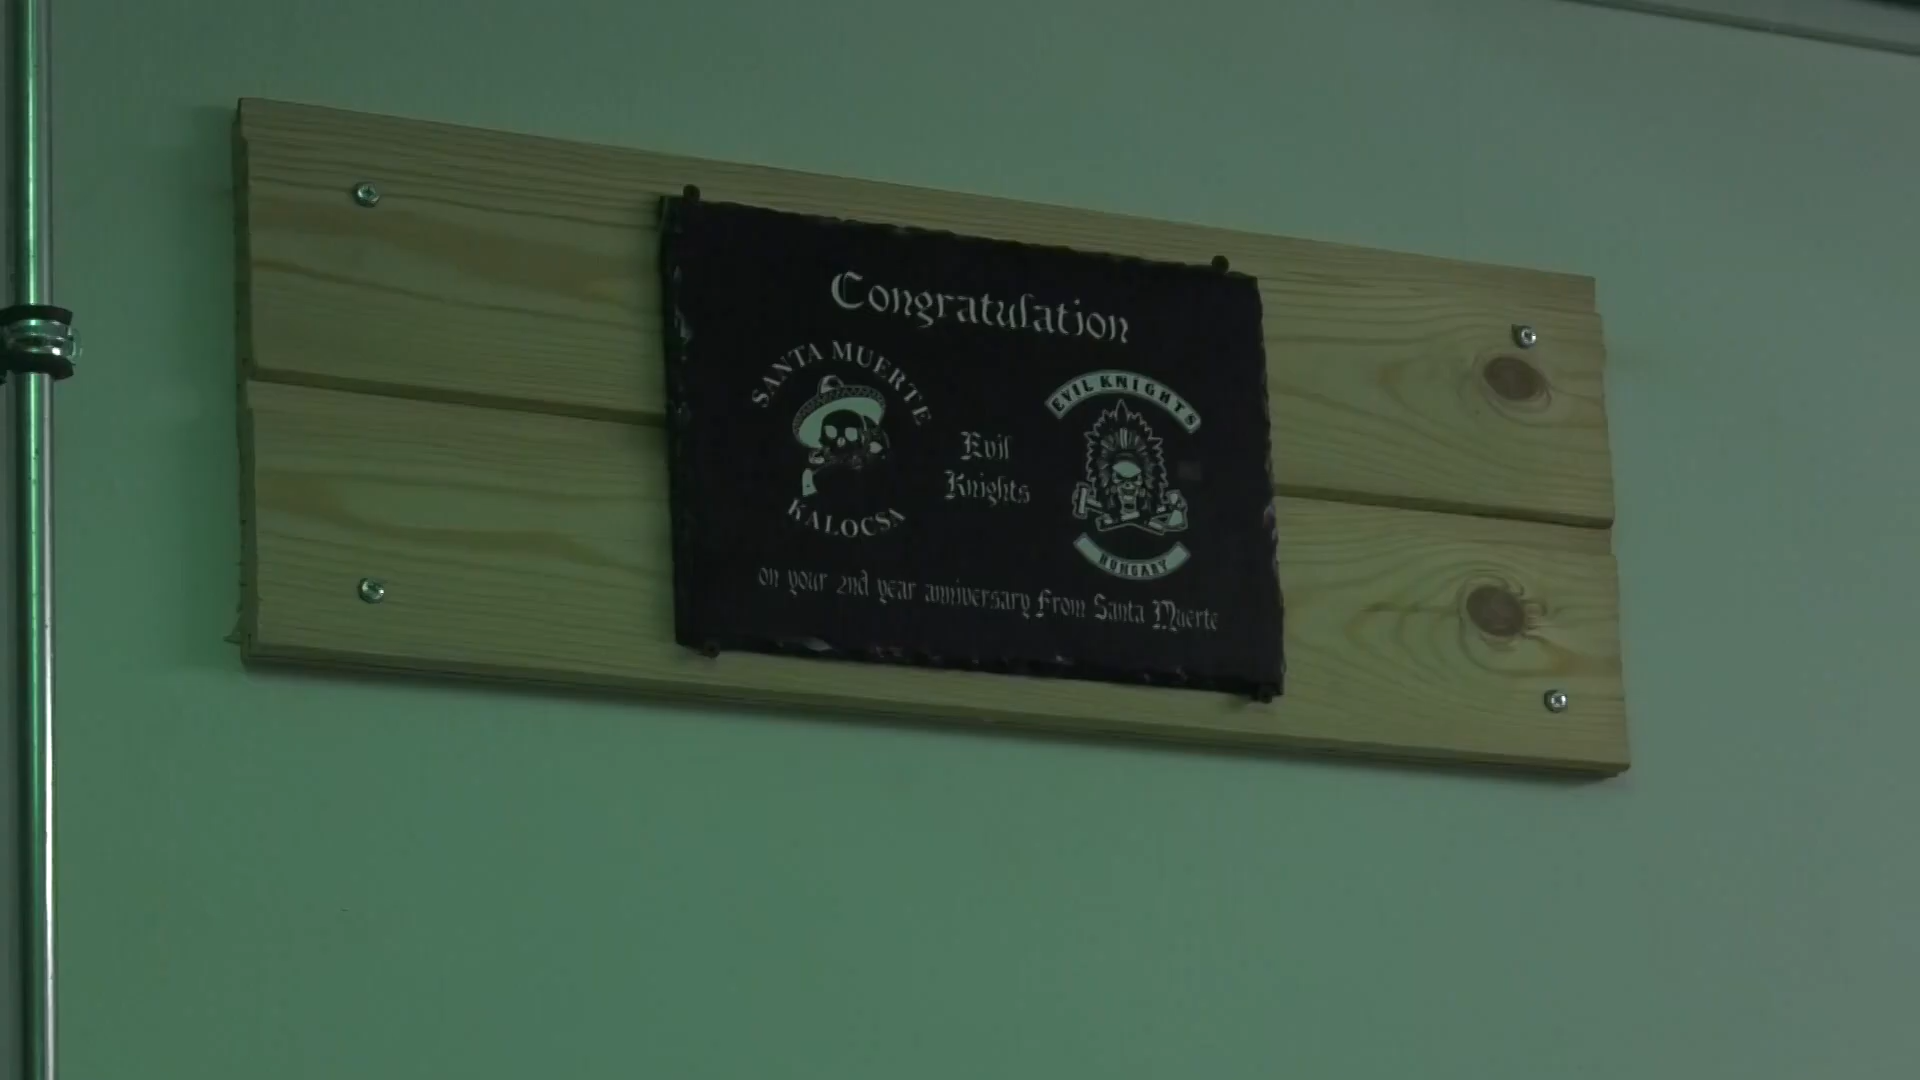 Congratulation
SANTA MUERTE
KALOCSA
Evil
Knights
EVIL KNIGHTS
HUNGARY
on your 2nd year anniversary From Santa Muerte